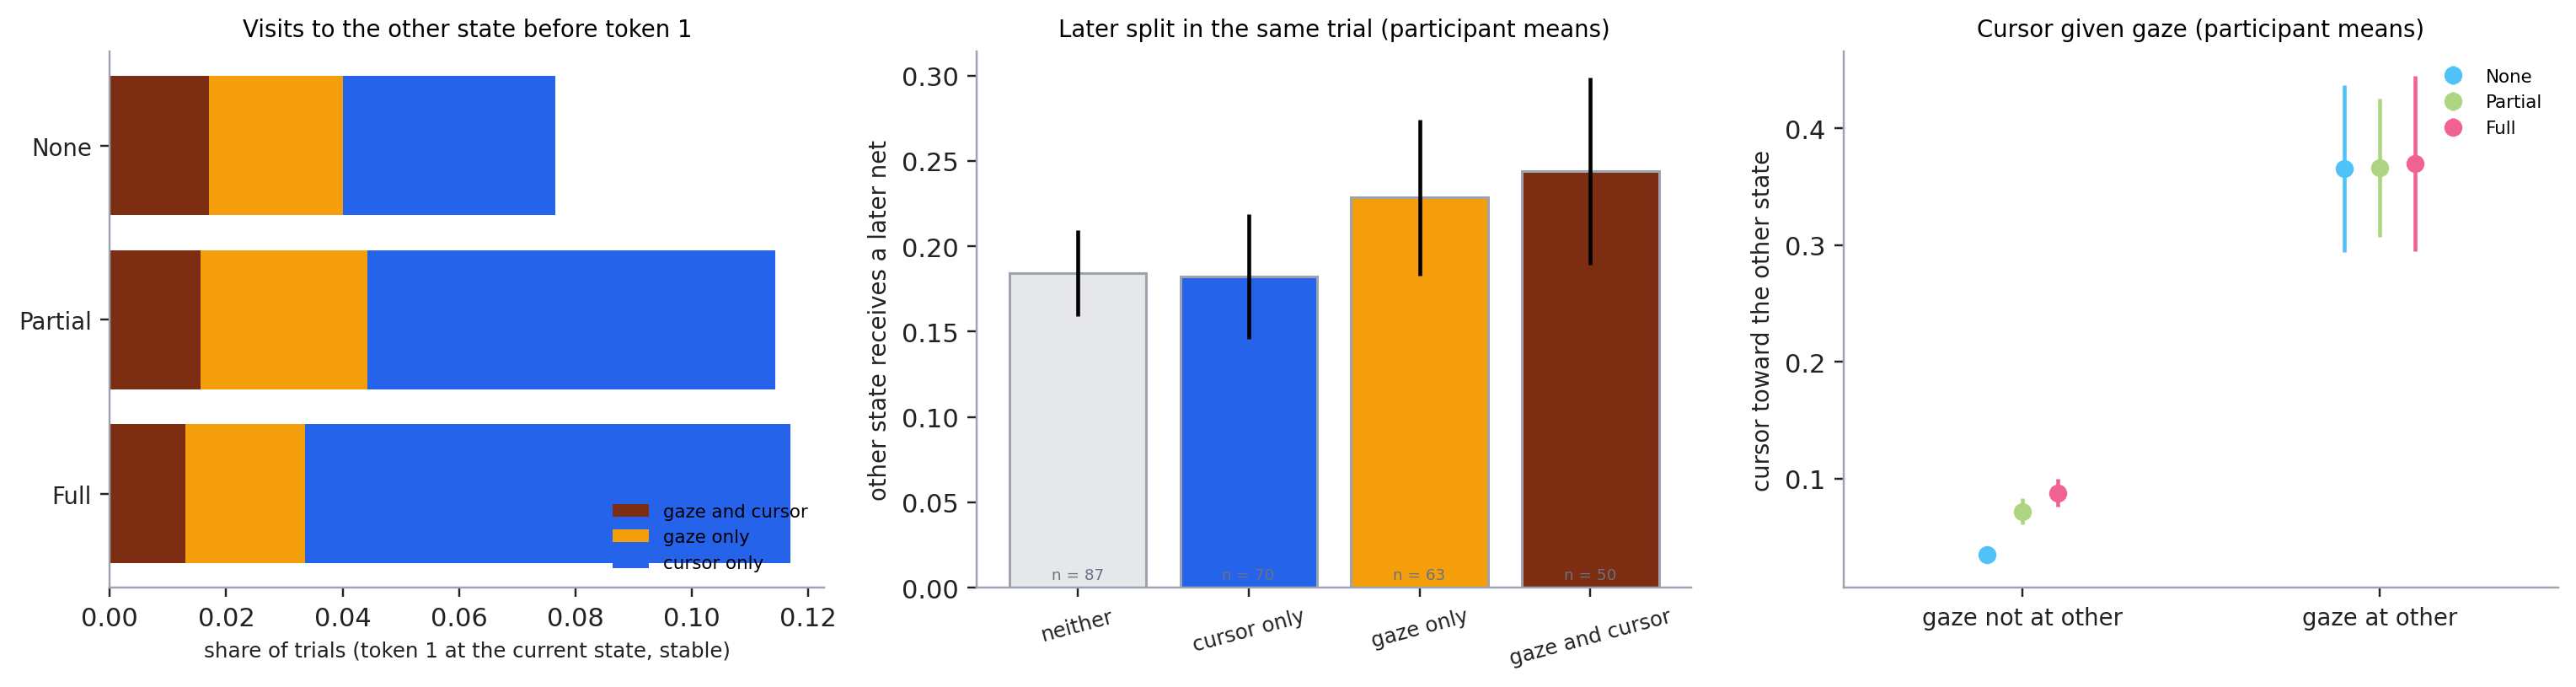 Visits to the other state before token 1
None
Partial
Full
gaze and cursor
gaze only
cursor only
0.00 0.02 0.04 0.06 0.08 0.10 0.12
share of trials (token 1 at the current state, stable)
Later split in the same trial (participant means)
other state receives a later net
0.30
0.25
0.20
0.15
0.10
0.05
0.00
n = 87 n = 70 n = 63 n = 50
neither cursor only gaze only gaze and cursor
Cursor given gaze (participant means)
cursor toward the other state
0.4
0.3
0.2
0.1
None
Partial
Full
gaze not at other gaze at other